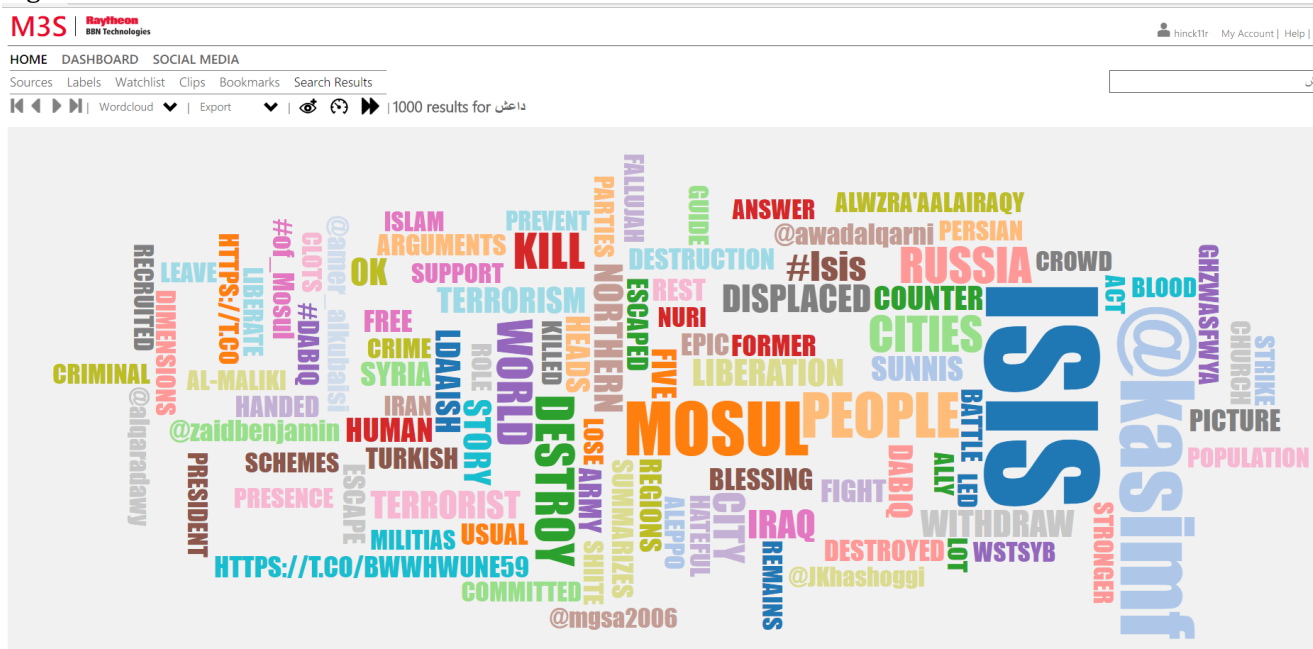 M3S | Raytheon
BBN Technologies
hinck11r My Account | Help |
HOME DASHBOARD SOCIAL MEDIA
Sources Labels Watchlist Clips Bookmarks Search Results
| Wordcloud | Export | | 1000 results for داعش
FALLUJAH
PARTIES
GUIDE
ANSWER
ALWZRA'AALAIRAQY
ISLAM
PREVENT
@awadalqarni
PERSIAN
#of_Mosul
CLOTS
@amer_alkubaisi
ARGUMENTS
KILL
DESTRUCTION
#Isis
RUSSIA
CROWD
GHZWASFWYA
RECRUITED
LEAVE
HTTPS://T.CO
LIBERATE
OK
SUPPORT
TERRORISM
NORTHERN
ESCAPED
REST
DISPLACED
COUNTER
ACT
BLOOD
DIMENSIONS
#DABIQ
FREE
NURI
CITIES
ISIS
@kasimf
CHURCH
STRIKE
CRIME
LDAAISH
ROLE
WORLD
KILLED
HEADS
FIVE
EPIC
FORMER
CRIMINAL
AL-MALIKI
SYRIA
LIBERATION
SUNNIS
@alqaradawy
HANDED
IRAN
STORY
DESTROY
MOSUL
PEOPLE
BATTLE
LED
PICTURE
@zaidbenjamin
HUMAN
LOSE
PRESIDENT
SCHEMES
TURKISH
ESCAPE
ARMY
SUMMARIZES
REGIONS
BLESSING
DABIQ
ALLY
POPULATION
PRESENCE
TERRORIST
FIGHT
ALEPPO
HATEFUL
CITY
IRAQ
WITHDRAW
STRONGER
MILITIAS
USUAL
SHIITE
REMAINS
DESTROYED
LOT
WSTSYB
HTTPS://T.CO/BWWHWUNE59
@JKhashoggi
COMMITTED
@mgsa2006